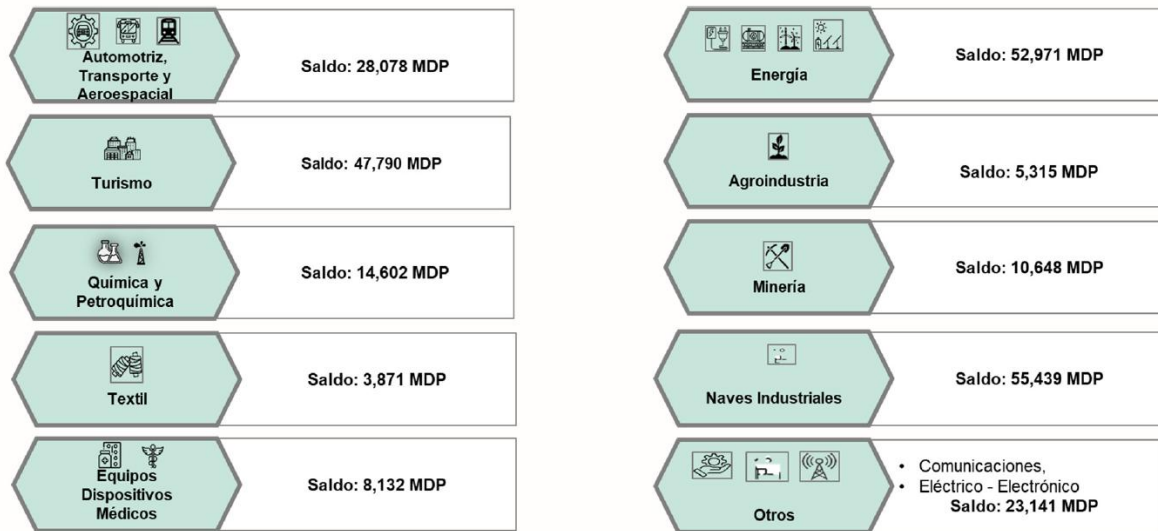 Automotriz,
Transporte y
Aeroespacial
Saldo: 28,078 MDP
Turismo
Saldo: 47,790 MDP
Química y
Petroquímica
Saldo: 14,602 MDP
Textil
Saldo: 3,871 MDP
Equipos
Dispositivos
Médicos
Saldo: 8,132 MDP
Energía
Saldo: 52,971 MDP
Agroindustria
Saldo: 5,315 MDP
Minería
Saldo: 10,648 MDP
Naves Industriales
Saldo: 55,439 MDP
Otros
• Comunicaciones,
• Eléctrico - Electrónico
Saldo: 23,141 MDP